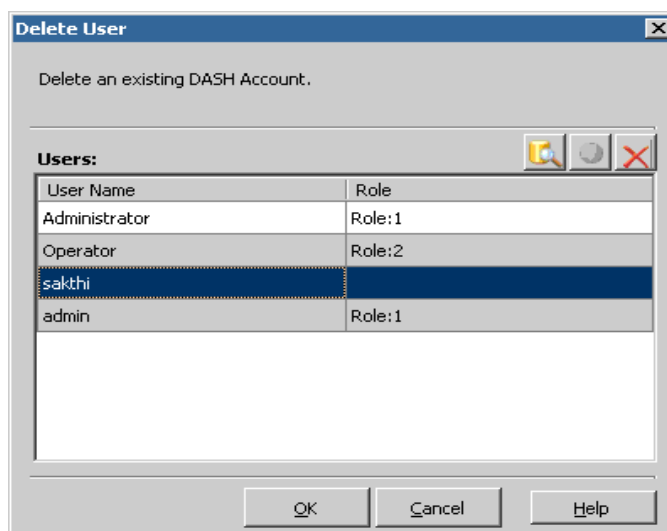 Delete User
Delete an existing DASH Account.
Users:
User Name Role
Administrator Role:1
Operator Role:2
sakthi
admin Role:1
OK Cancel Help